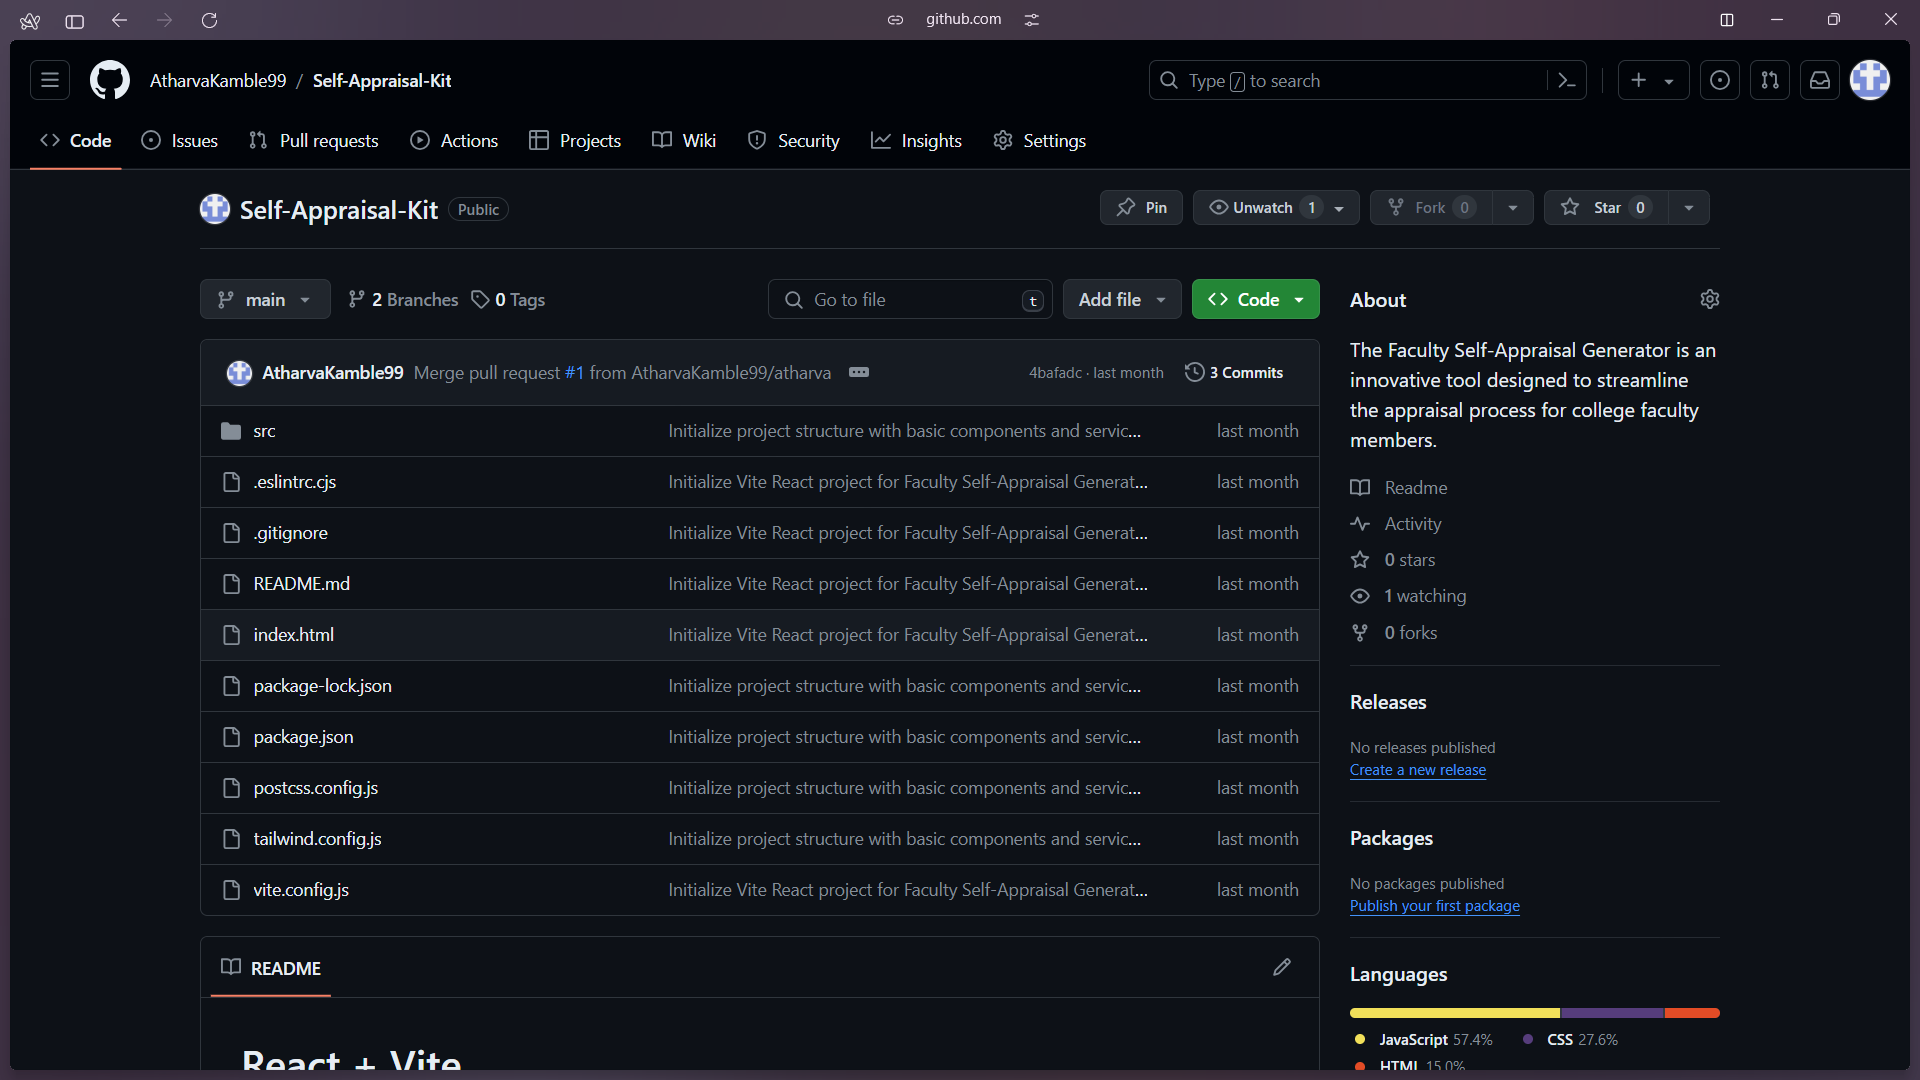 github.com
AtharvaKamble99 / Self-Appraisal-Kit
Type / to search
Code Issues Pull requests Actions Projects Wiki Security Insights Settings
Self-Appraisal-Kit Public
Pin Unwatch 1 Fork 0 Star 0
main 2 Branches 0 Tags
Go to file t Add file Code
AtharvaKamble99 Merge pull request #1 from AtharvaKamble99/atharva
4bafadc · last month 3 Commits
src Initialize project structure with basic components and servic... last month
.eslintrc.cjs Initialize Vite React project for Faculty Self-Appraisal Generat... last month
.gitignore Initialize Vite React project for Faculty Self-Appraisal Generat... last month
README.md Initialize Vite React project for Faculty Self-Appraisal Generat... last month
index.html Initialize Vite React project for Faculty Self-Appraisal Generat... last month
package-lock.json Initialize project structure with basic components and servic... last month
package.json Initialize project structure with basic components and servic... last month
postcss.config.js Initialize project structure with basic components and servic... last month
tailwind.config.js Initialize project structure with basic components and servic... last month
vite.config.js Initialize Vite React project for Faculty Self-Appraisal Generat... last month
README
React + Vite
About
The Faculty Self-Appraisal Generator is an
innovative tool designed to streamline
the appraisal process for college faculty
members.
Readme
Activity
0 stars
1 watching
0 forks
Releases
No releases published
Create a new release
Packages
No packages published
Publish your first package
Languages
JavaScript 57.4% CSS 27.6%
HTML 15.0%